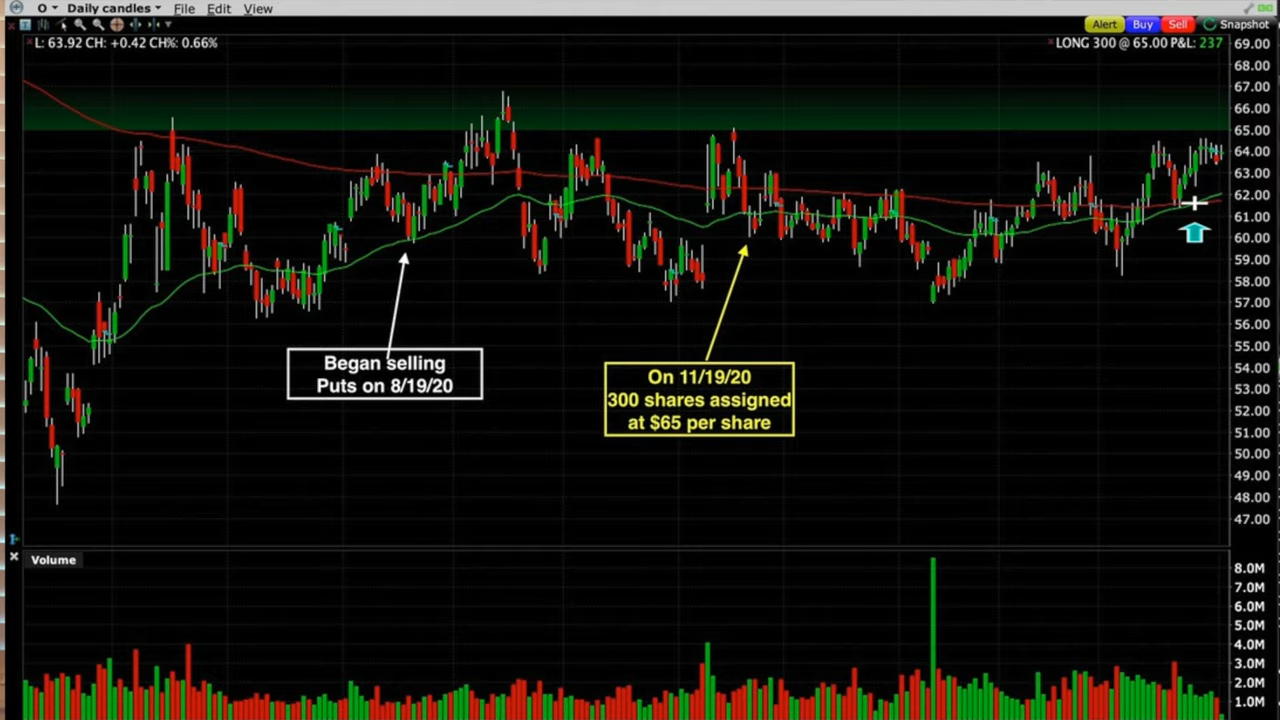 O Daily candles File Edit View
Alert Buy Sell Snapshot
L: 63.92 CH: +0.42 CH%: 0.66%
LONG 300 @ 65.00 P&L: 237
69.00
68.00
67.00
66.00
65.00
64.00
63.00
62.00
61.00
60.00
59.00
58.00
57.00
56.00
55.00
54.00
53.00
52.00
51.00
50.00
49.00
48.00
47.00
Began selling
Puts on 8/19/20
On 11/19/20
300 shares assigned
at $65 per share
Volume
8.0M
7.0M
6.0M
5.0M
4.0M
3.0M
2.0M
1.0M